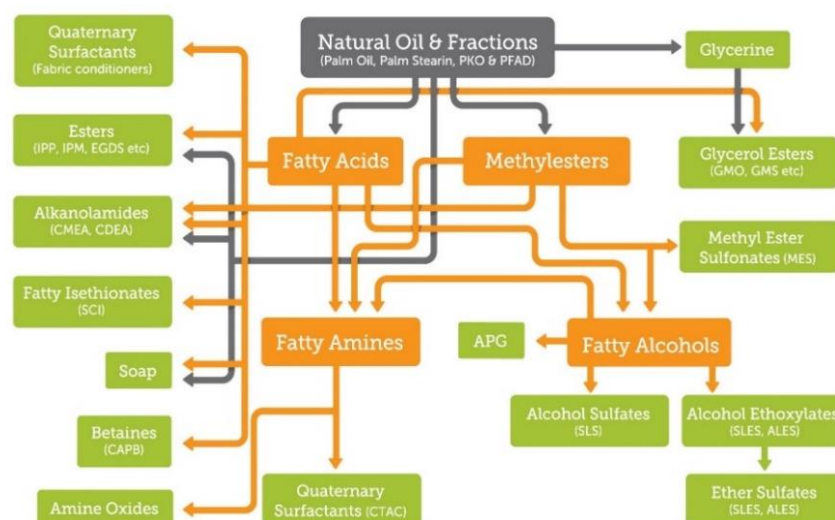 Quaternary
Surfactants
(Fabric conditioners)
Natural Oil & Fractions
(Palm Oil, Palm Stearin, PKO & PFAD)
Glycerine
Esters
(IPP, IPM, EGDS etc)
Fatty Acids
Methylesters
Glycerol Esters
(GMO, GMS etc)
Alkanolamides
(CMEA, CDEA)
Methyl Ester
Sulfonates (MES)
Fatty Isethionates
(SCI)
Fatty Amines
APG
Fatty Alcohols
Soap
Betaines
(CAPB)
Alcohol Sulfates
(SLS)
Alcohol Ethoxylates
(SLES, ALES)
Amine Oxides
Quaternary
Surfactants (CTAC)
Ether Sulfates
(SLES, ALES)